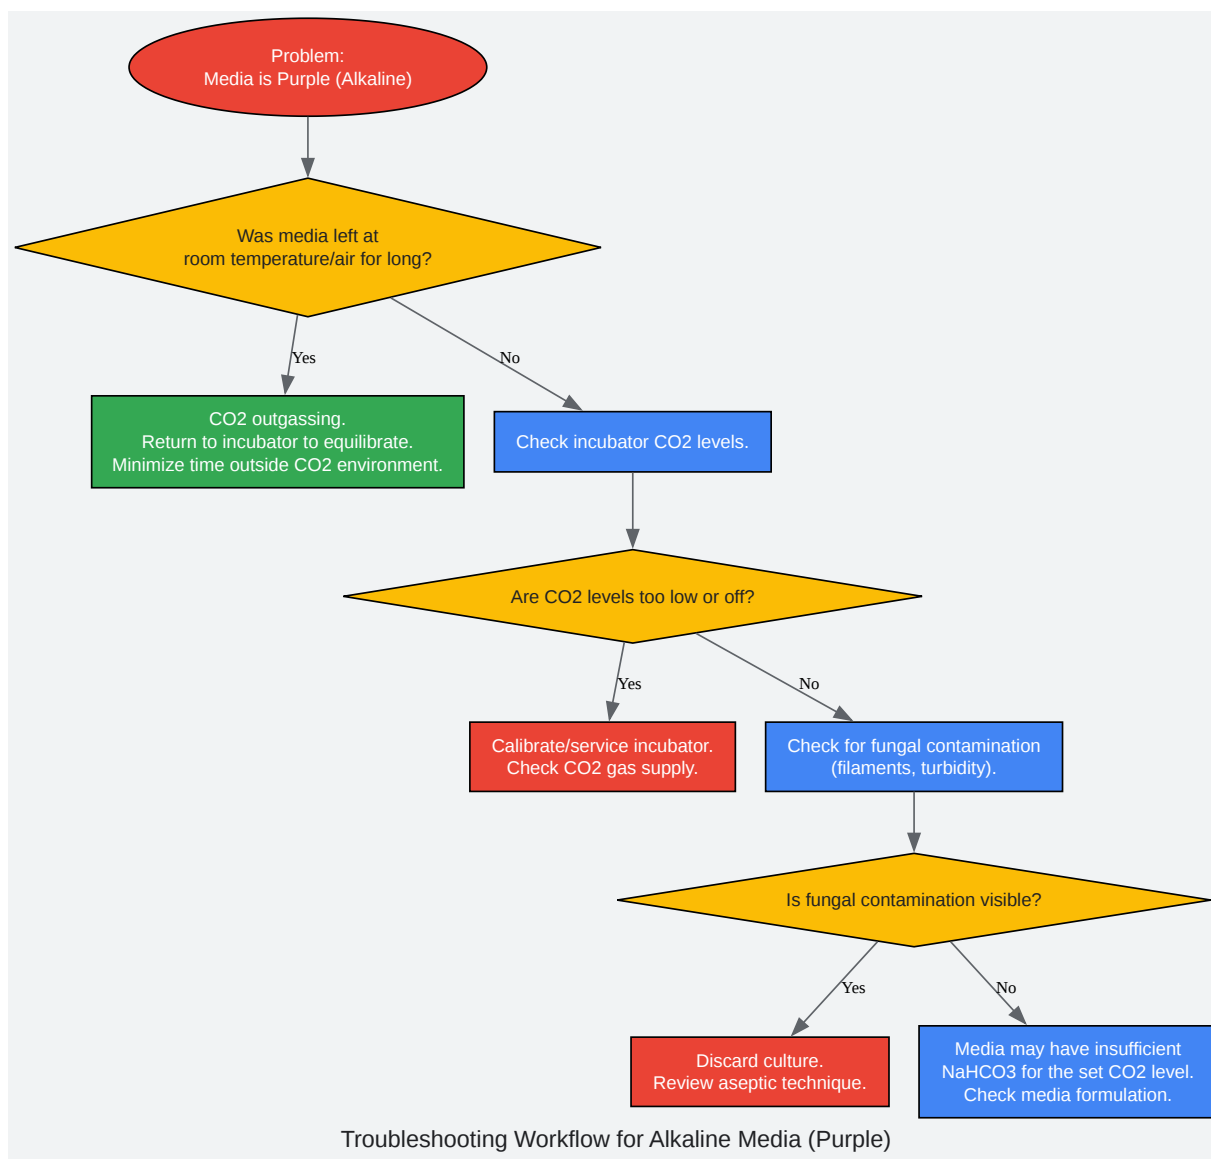 Problem:
Media is Purple (Alkaline)
Was media left at
room temperature/air for long?
Yes
No
CO2 outgassing.
Return to incubator to equilibrate.
Minimize time outside CO2 environment.
Check incubator CO2 levels.
Are CO2 levels too low or off?
Yes
No
Calibrate/service incubator.
Check CO2 gas supply.
Check for fungal contamination
(filaments, turbidity).
Is fungal contamination visible?
Yes
No
Discard culture.
Review aseptic technique.
Media may have insufficient
NaHCO3 for the set CO2 level.
Check media formulation.
Troubleshooting Workflow for Alkaline Media (Purple)